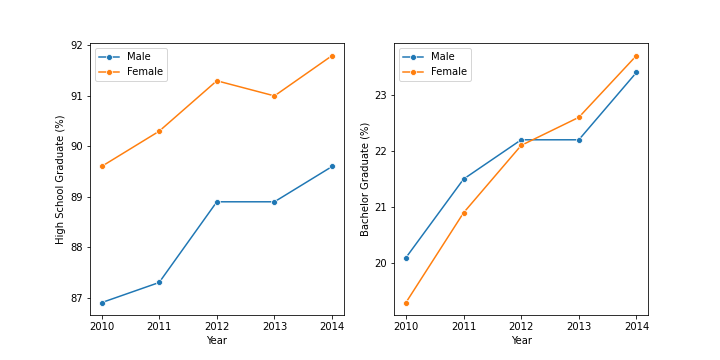 92
91
90
89
88
87
High School Graduate (%)
Male
Female
2010 2011 2012 2013 2014
Year
23
22
21
20
Bachelor Graduate (%)
Male
Female
2010 2011 2012 2013 2014
Year